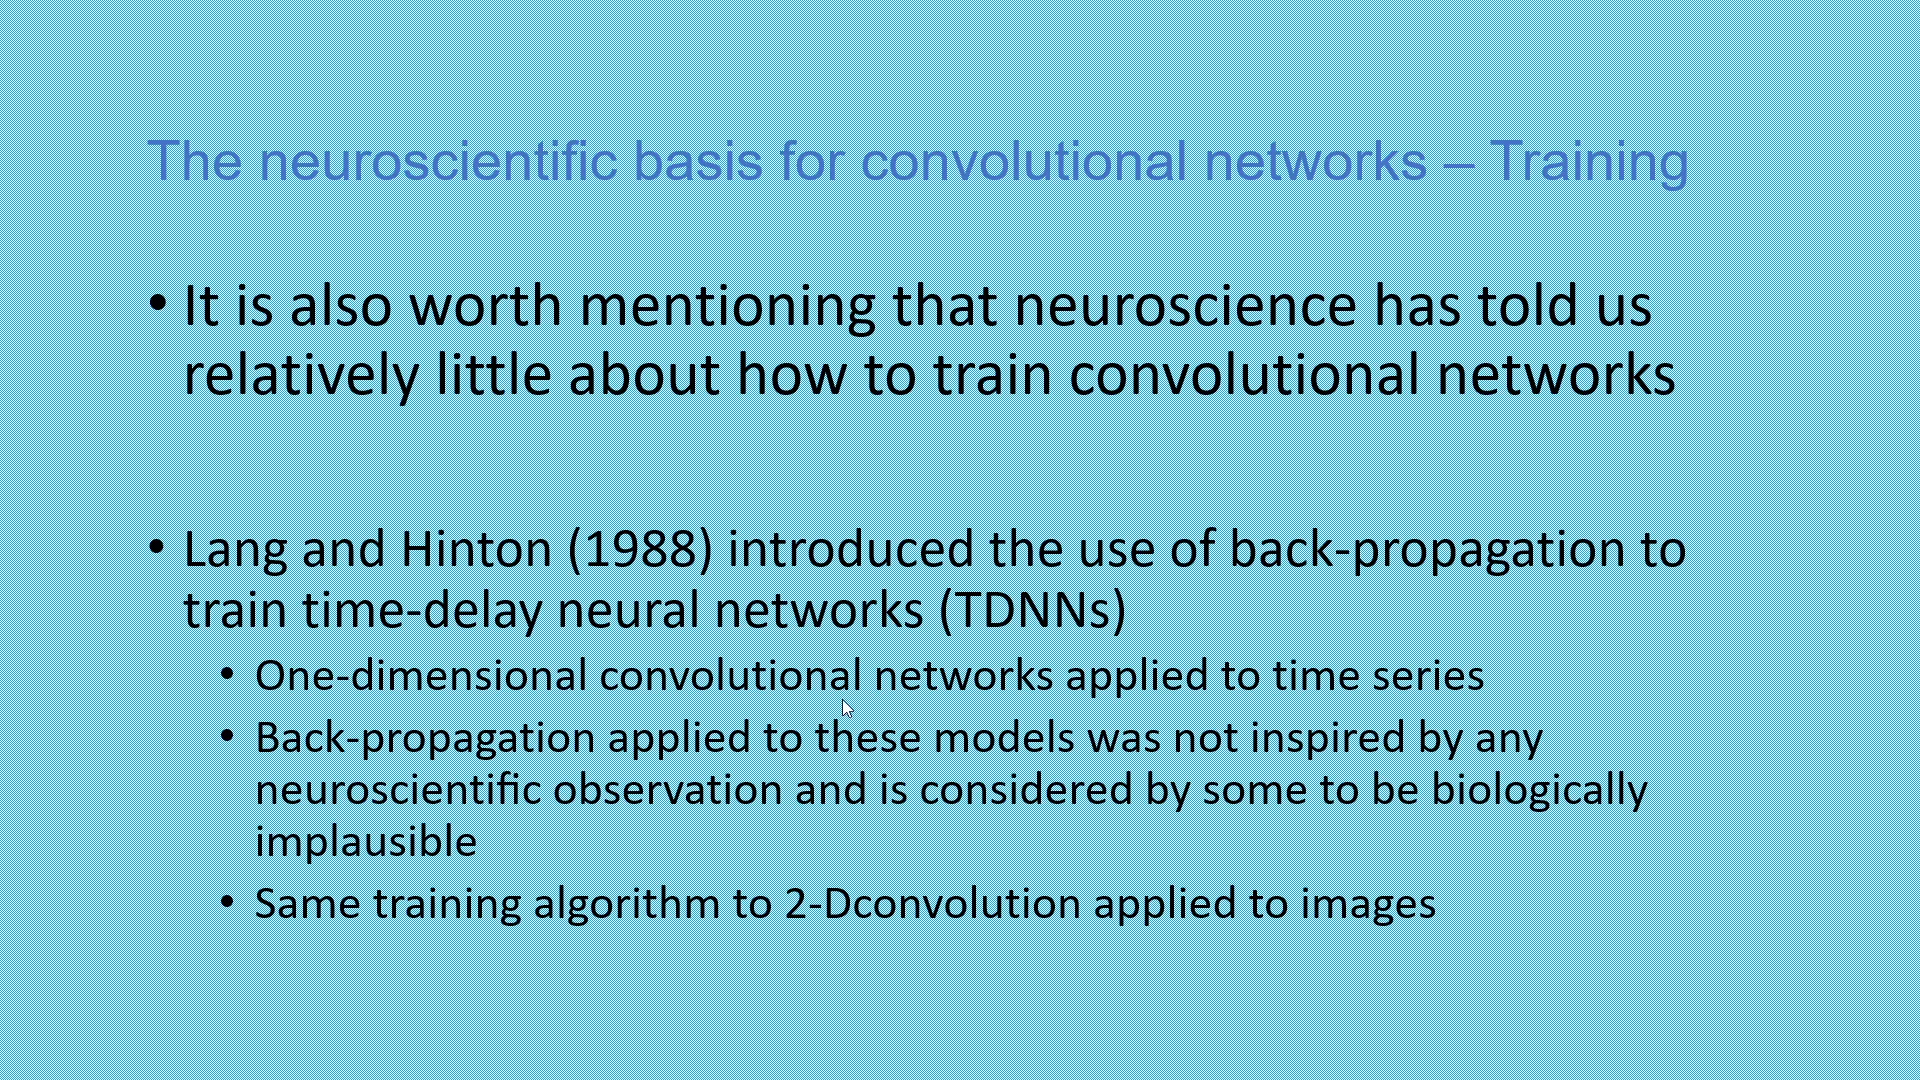 The neuroscientific basis for convolutional networks – Training
• It is also worth mentioning that neuroscience has told us
relatively little about how to train convolutional networks
• Lang and Hinton (1988) introduced the use of back-propagation to
train time-delay neural networks (TDNNs)
• One-dimensional convolutional networks applied to time series
• Back-propagation applied to these models was not inspired by any
neuroscientific observation and is considered by some to be biologically
implausible
• Same training algorithm to 2-Dconvolution applied to images